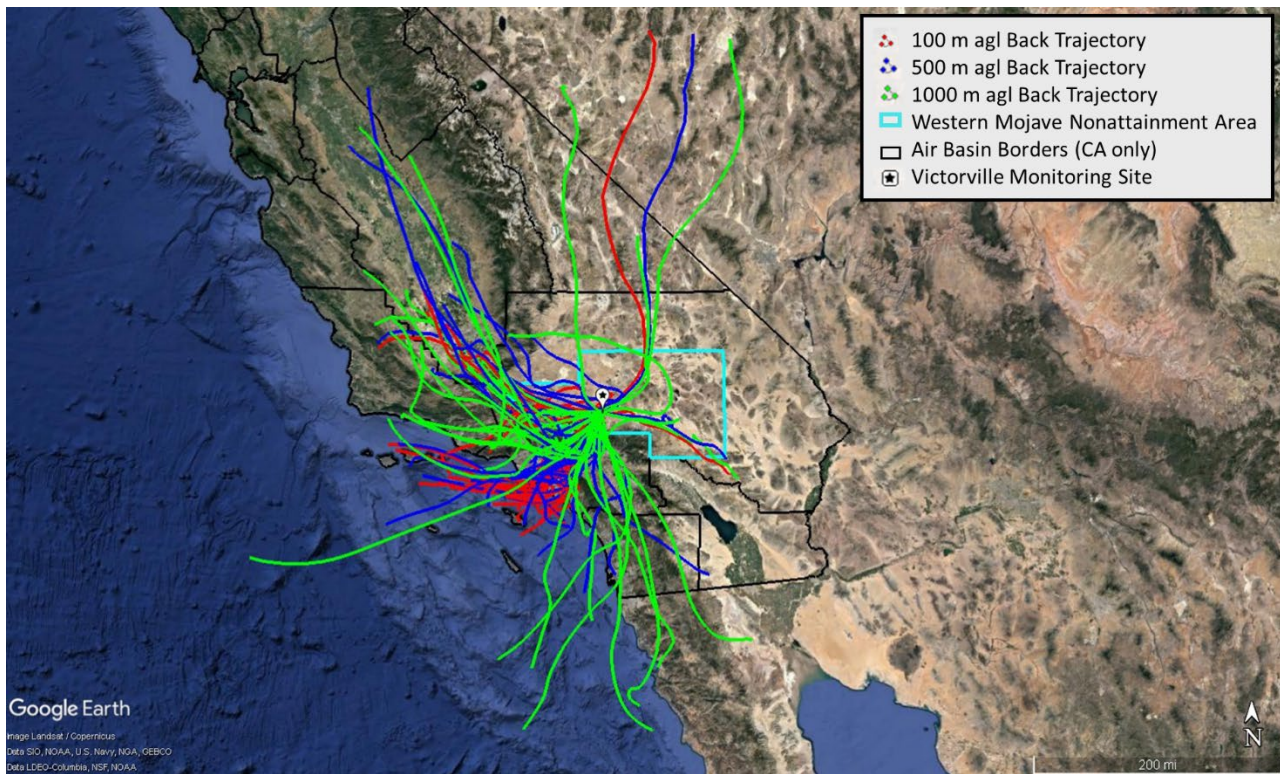 100 m agl Back Trajectory
500 m agl Back Trajectory
1000 m agl Back Trajectory
Western Mojave Nonattainment Area
Air Basin Borders (CA only)
Victorville Monitoring Site
Google Earth
Image Landsat / Copernicus
Data SIO, NOAA, U.S. Navy, NGA, GEBCO
Data LDEO-Columbia, NSF, NOAA
N
200 mi